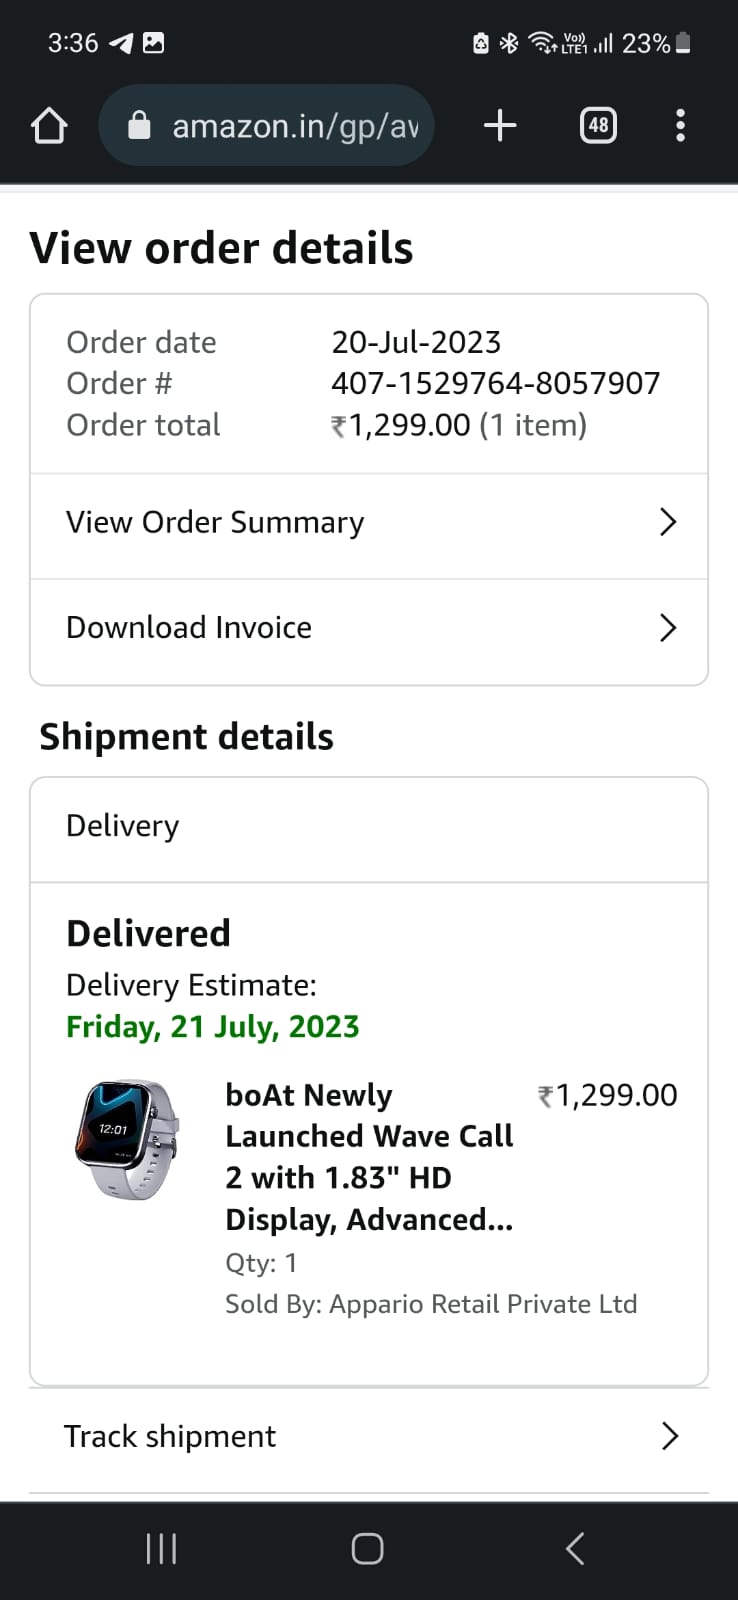 3:36
Vo)) LTE1 23%
amazon.in/gp/av
48
View order details
Order date 20-Jul-2023
Order # 407-1529764-8057907
Order total ₹1,299.00 (1 item)
View Order Summary
Download Invoice
Shipment details
Delivery
Delivered
Delivery Estimate:
Friday, 21 July, 2023
12:01
boAt Newly ₹1,299.00
Launched Wave Call
2 with 1.83" HD
Display, Advanced...
Qty: 1
Sold By: Appario Retail Private Ltd
Track shipment